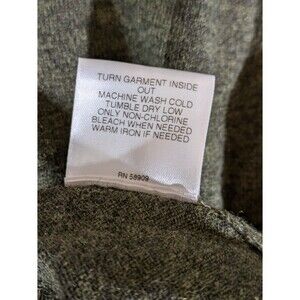 TURN GARMENT INSIDE
OUT
MACHINE WASH COLD
TUMBLE DRY LOW
ONLY NON-CHLORINE
BLEACH WHEN NEEDED
WARM IRON IF NEEDED
RN 58909